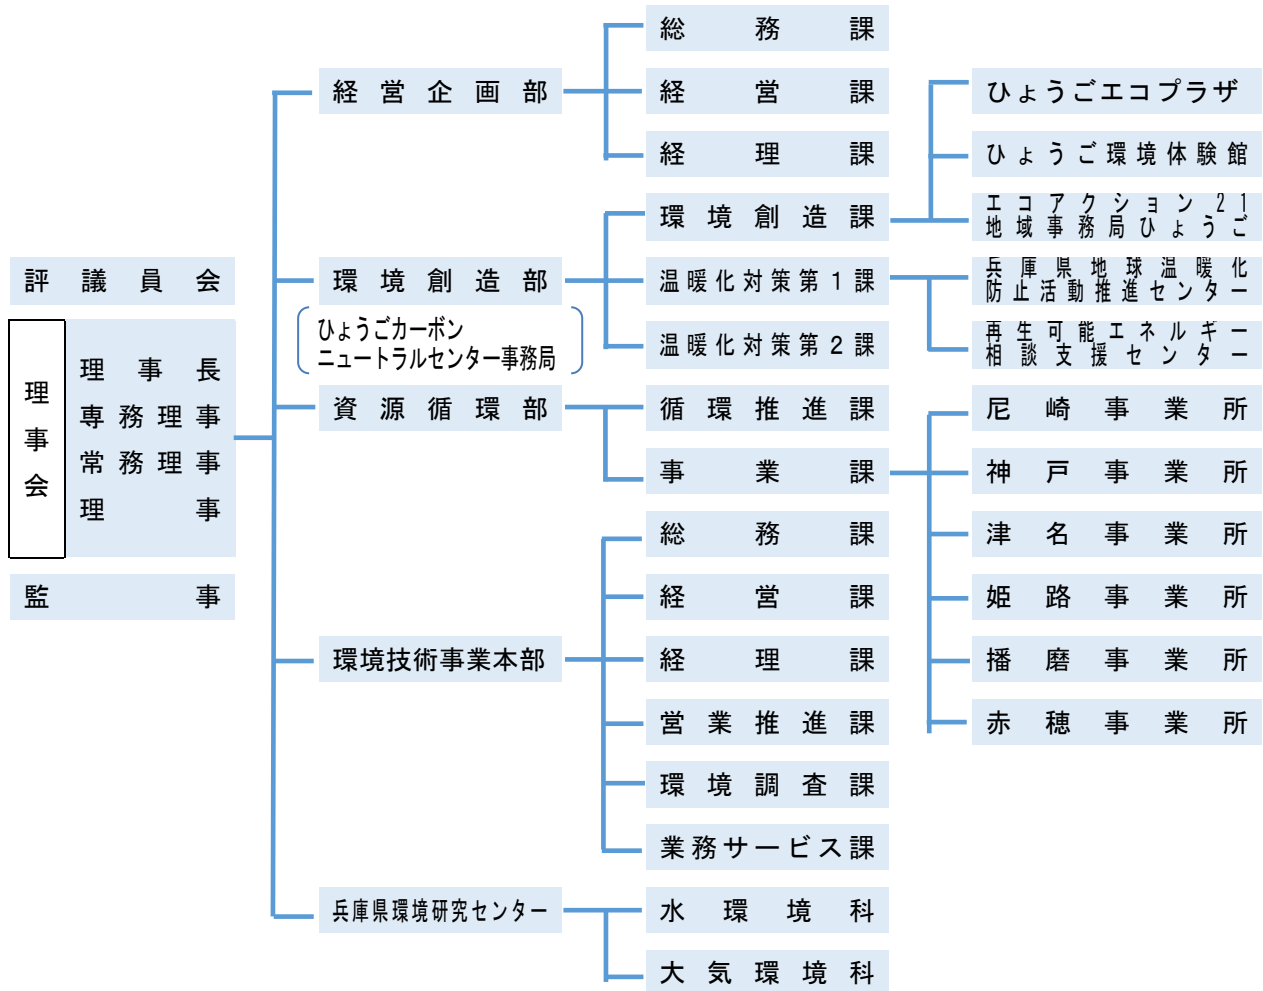 評議員会
理事会
理事長
専務理事
常務理事
理事
監事
経営企画部
総務課
経営課
経理課
環境創造部
ひょうごカーボン
ニュートラルセンター事務局
環境創造課
ひょうごエコプラザ
ひょうご環境体験館
エコアクション21
地域事務局ひょうご
温暖化対策第1課
兵庫県地球温暖化
防止活動推進センター
再生可能エネルギー
相談支援センター
温暖化対策第2課
資源循環部
循環推進課
事業課
尼崎事業所
神戸事業所
津名事業所
姫路事業所
播磨事業所
赤穂事業所
環境技術事業本部
総務課
経営課
経理課
営業推進課
環境調査課
業務サービス課
兵庫県環境研究センター
水環境科
大気環境科